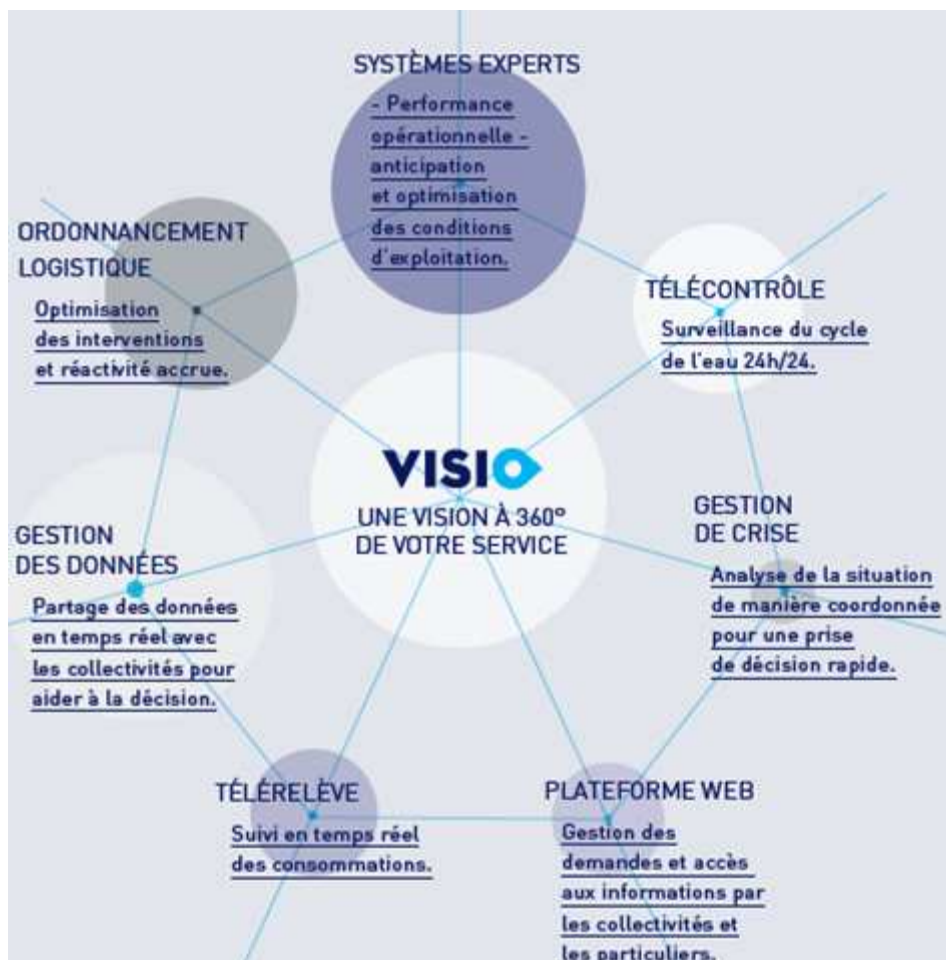 SYSTÈMES EXPERTS
- Performance
opérationnelle -
anticipation
et optimisation
des conditions
d'exploitation.
ORDONNANCEMENT
LOGISTIQUE
Optimisation
des interventions
et réactivité accrue.
TÉLÉCONTRÔLE
Surveillance du cycle
de l'eau 24h/24.
VISIO
UNE VISION À 360°
DE VOTRE SERVICE
GESTION
DES DONNÉES
Partage des données
en temps réel avec
les collectivités pour
aider à la décision.
GESTION
DE CRISE
Analyse de la situation
de manière coordonnée
pour une prise
de décision rapide.
TÉLÉRELÈVE
Suivi en temps réel
des consommations.
PLATEFORME WEB
Gestion des
demandes et accès
aux informations par
les collectivités et
les particuliers.